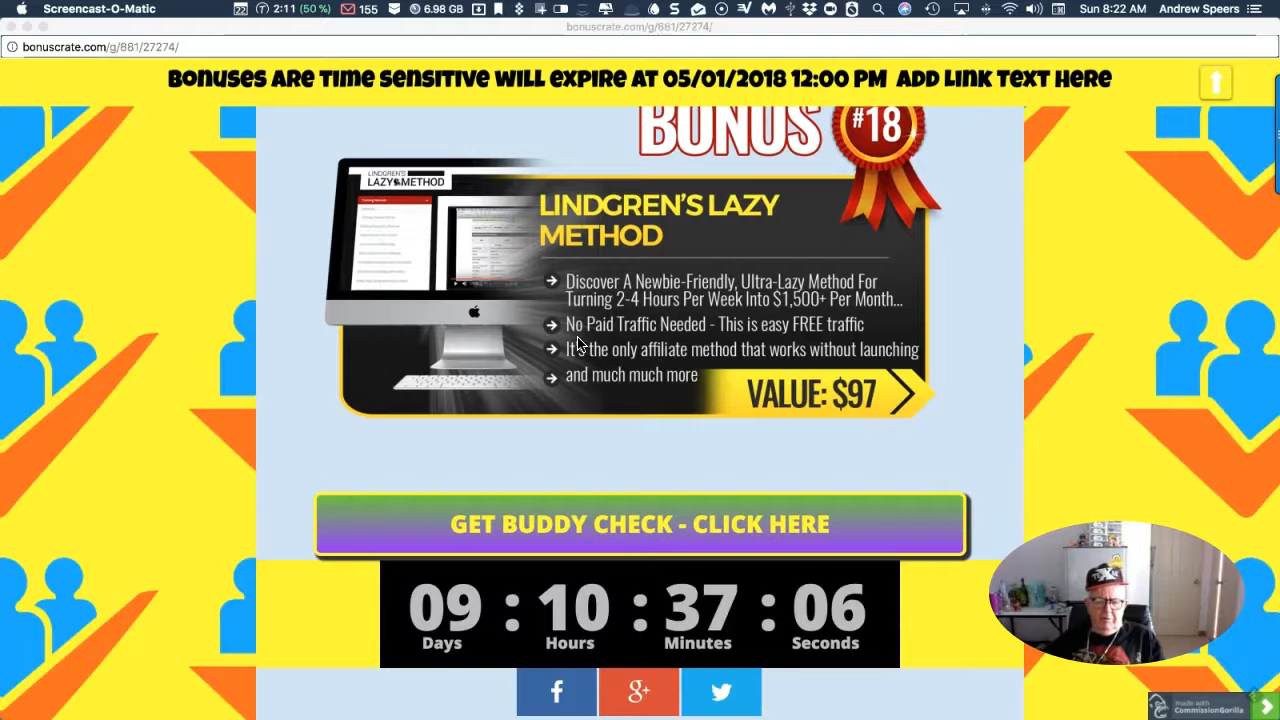 Screencast-O-Matic
2:11 (50 %)
155
6.98 GB
Sun 8:22 AM
Andrew Speers
bonuscrate.com/g/881/27274/
bonuscrate.com/g/881/27274/
Bonuses are time sensitive will expire at 05/01/2018 12:00 PM Add Link Text Here
BONUS
#18
LINDGREN'S
LAZY METHOD
LINDGREN'S LAZY
METHOD
Discover A Newbie-Friendly, Ultra-Lazy Method For
Turning 2-4 Hours Per Week Into $1,500+ Per Month...
No Paid Traffic Needed - This is easy FREE traffic
It's the only affiliate method that works without launching
and much much more
VALUE: $97
GET BUDDY CHECK - CLICK HERE
09 : 10 : 37 : 06
Days Hours Minutes Seconds
f g+
made with
CommissionGorilla